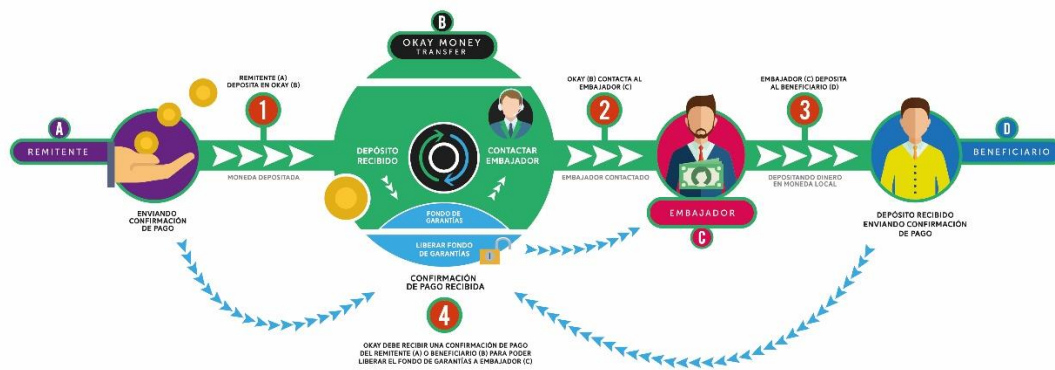 B
OKAY MONEY
TRANSFER
REMITENTE (A)
DEPOSITA EN OKAY (B)
1
OKAY (B) CONTACTA AL
EMBAJADOR (C)
2
EMBAJADOR (C) DEPOSITA
AL BENEFICIARIO (D)
3
A
REMITENTE
MONEDA DEPOSITADA
ENVIANDO
CONFIRMACIÓN
DE PAGO
DEPÓSITO
RECIBIDO
CONTACTAR
EMBAJADOR
FONDO DE
GARANTÍAS
LIBERAR FONDO
DE GARANTÍAS
EMBAJADOR CONTACTADO
EMBAJADOR
C
DEPOSITANDO DINERO
EN MONEDA LOCAL
D
BENEFICIARIO
DEPÓSITO RECIBIDO
ENVIANDO CONFIRMACIÓN
DE PAGO
CONFIRMACIÓN
DE PAGO RECIBIDA
4
OKAY DEBE RECIBIR UNA CONFIRMACIÓN DE PAGO
DEL REMITENTE (A) O BENEFICIARIO (B) PARA PODER
LIBERAR EL FONDO DE GARANTÍAS A EMBAJADOR (C)